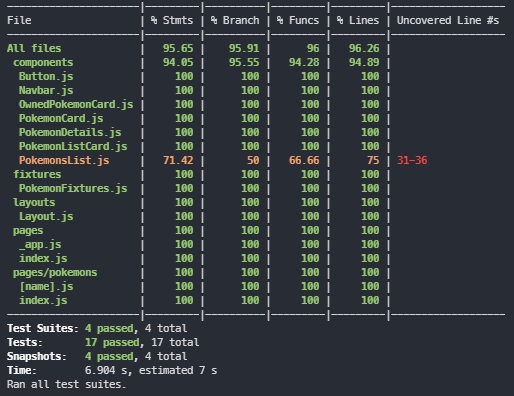 ----------------------|---------|----------|---------|---------|-------------------
File                  | % Stmts | % Branch | % Funcs | % Lines | Uncovered Line #s
----------------------|---------|----------|---------|---------|-------------------
All files             |   95.65 |    95.91 |      96 |   96.26 |
 components           |   94.05 |    95.55 |   94.28 |   94.89 |
  Button.js           |     100 |      100 |     100 |     100 |
  Navbar.js           |     100 |      100 |     100 |     100 |
  OwnedPokemonCard.js |     100 |      100 |     100 |     100 |
  PokemonCard.js      |     100 |      100 |     100 |     100 |
  PokemonDetails.js   |     100 |      100 |     100 |     100 |
  PokemonListCard.js  |     100 |      100 |     100 |     100 |
  PokemonsList.js     |   71.42 |       50 |   66.66 |      75 | 31-36
 fixtures             |     100 |      100 |     100 |     100 |
  PokemonFixtures.js  |     100 |      100 |     100 |     100 |
 layouts              |     100 |      100 |     100 |     100 |
  Layout.js           |     100 |      100 |     100 |     100 |
 pages                |     100 |      100 |     100 |     100 |
  _app.js             |     100 |      100 |     100 |     100 |
  index.js            |     100 |      100 |     100 |     100 |
 pages/pokemons       |     100 |      100 |     100 |     100 |
  [name].js           |     100 |      100 |     100 |     100 |
  index.js            |     100 |      100 |     100 |     100 |
----------------------|---------|----------|---------|---------|-------------------
Test Suites: 4 passed, 4 total
Tests:       17 passed, 17 total
Snapshots:   4 passed, 4 total
Time:        6.904 s, estimated 7 s
Ran all test suites.